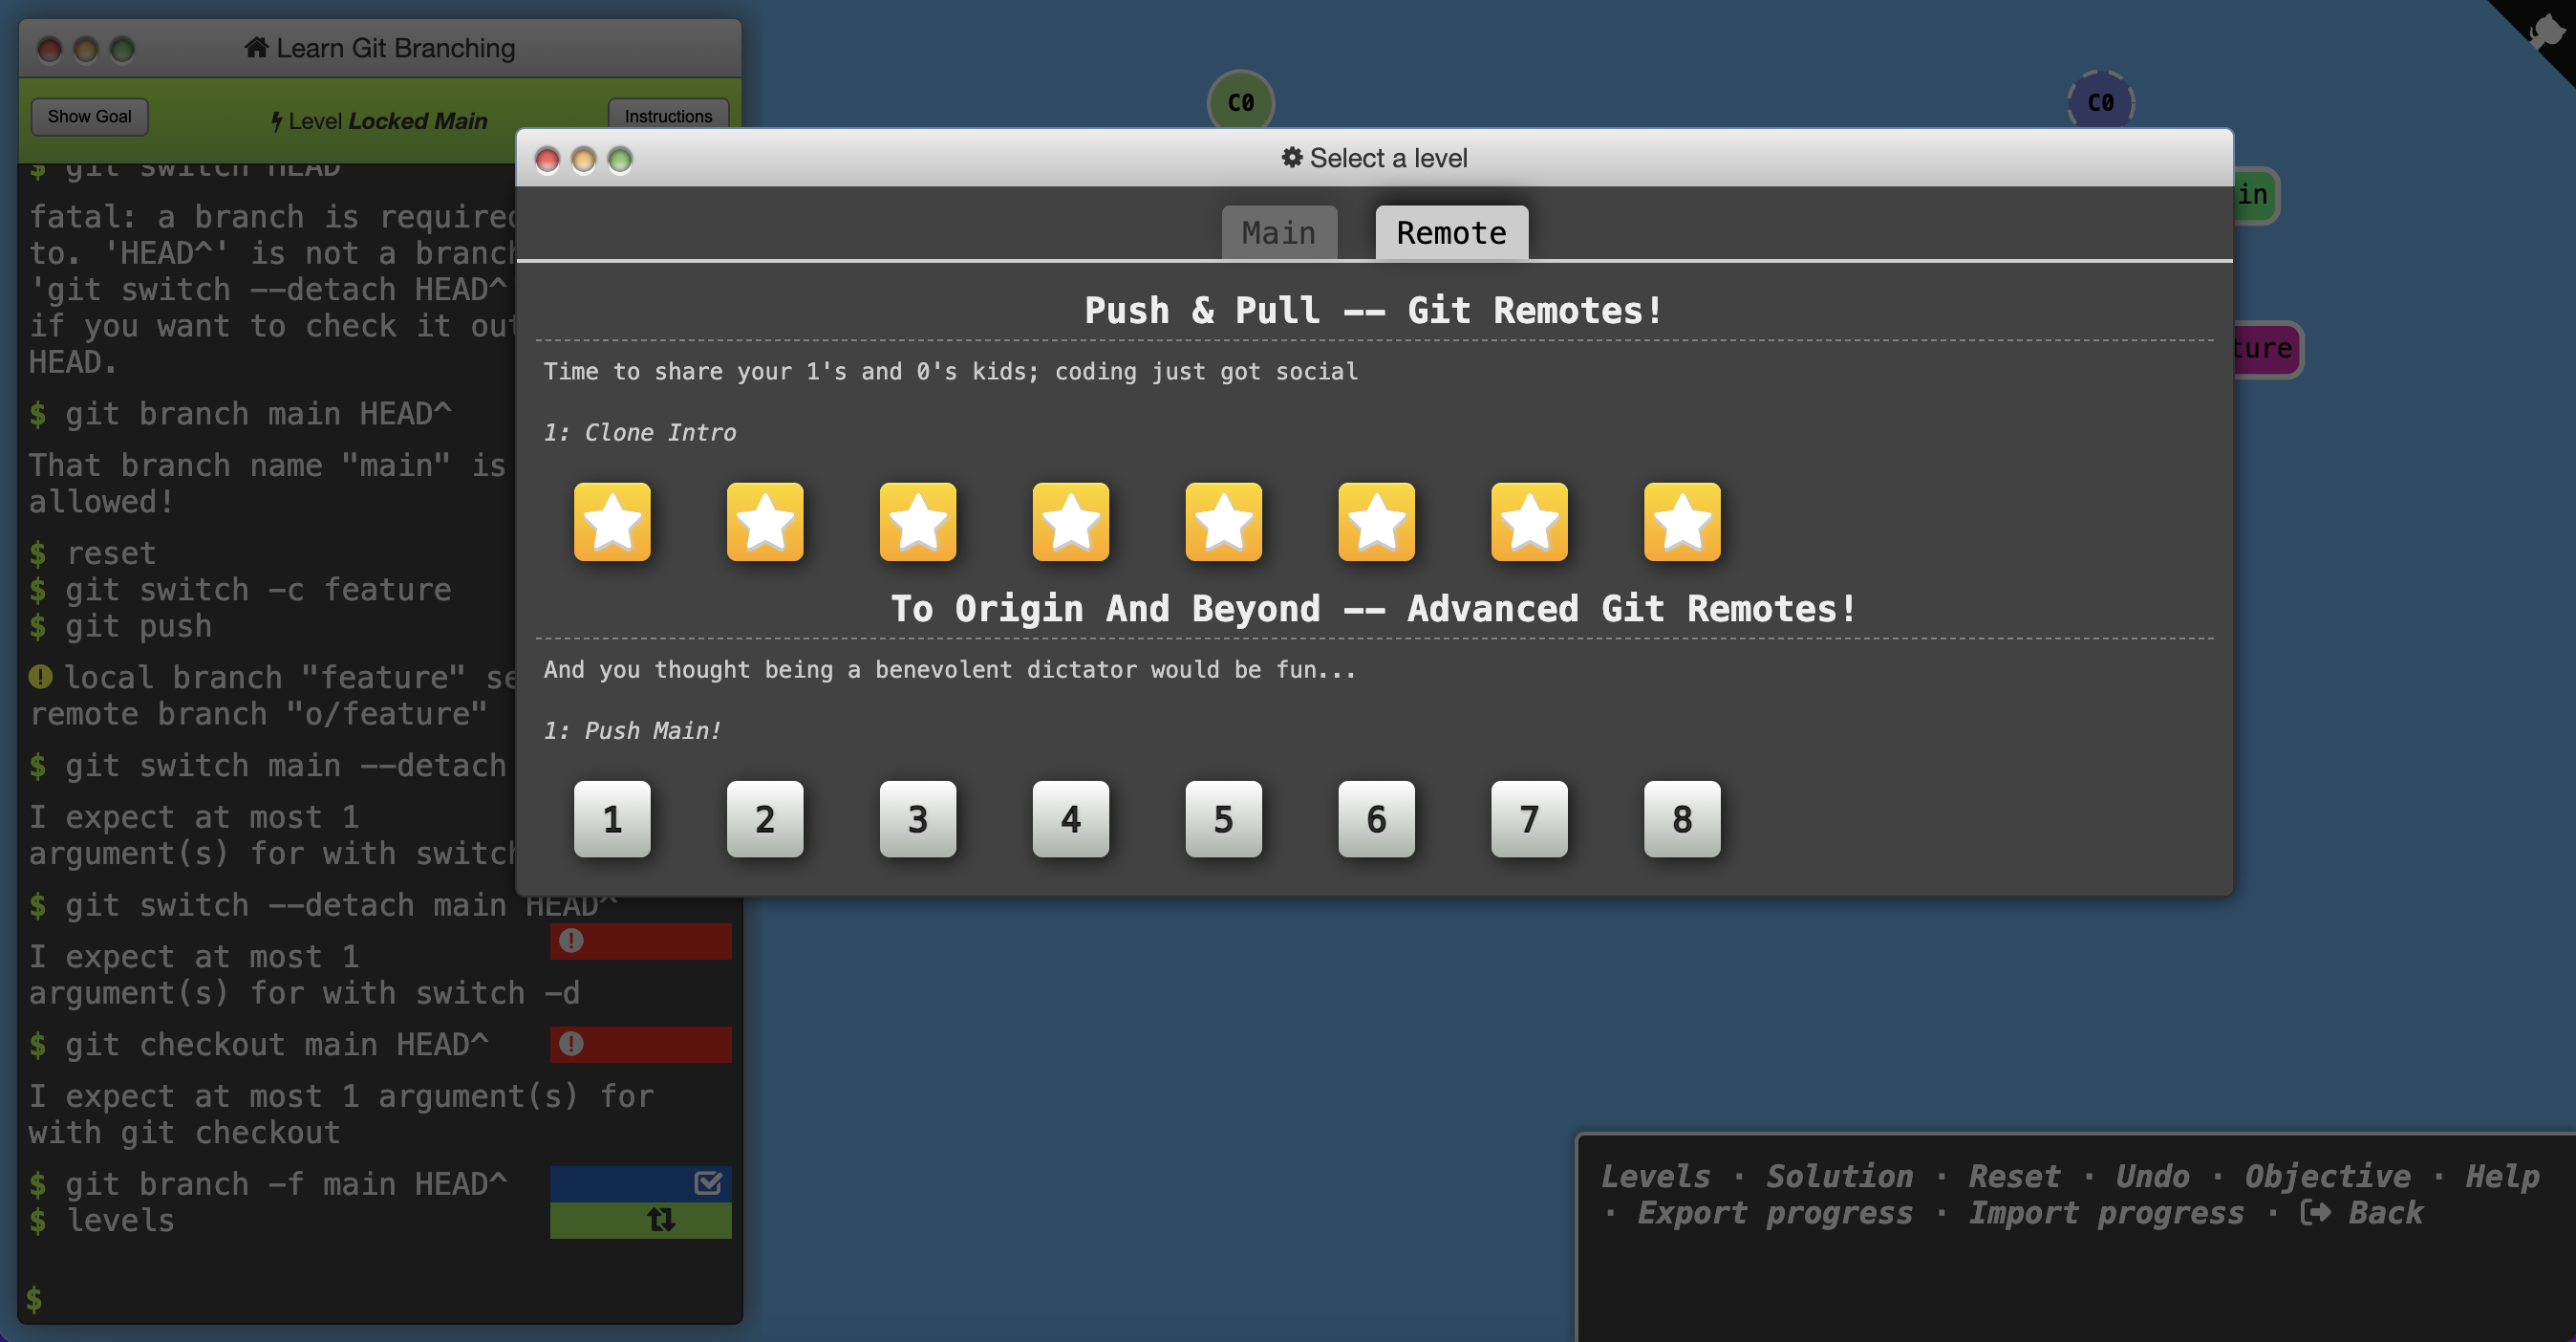 Learn Git Branching
Show Goal
Level Locked Main
Instructions
$ git switch HEAD
fatal: a branch is required
to. 'HEAD^' is not a branch
'git switch --detach HEAD^'
if you want to check it out
HEAD.
$ git branch main HEAD^
That branch name "main" is
allowed!
$ reset
$ git switch -c feature
$ git push
local branch "feature" se
remote branch "o/feature"
$ git switch main --detach
I expect at most 1
argument(s) for with switch
$ git switch --detach main HEAD^
I expect at most 1
argument(s) for with switch -d
$ git checkout main HEAD^
I expect at most 1 argument(s) for
with git checkout
$ git branch -f main HEAD^
$ levels
$
C0
C0
in
ture
Select a level
Main
Remote
Push & Pull -- Git Remotes!
Time to share your 1's and 0's kids; coding just got social
1: Clone Intro
To Origin And Beyond -- Advanced Git Remotes!
And you thought being a benevolent dictator would be fun...
1: Push Main!
1 2 3 4 5 6 7 8
Levels · Solution · Reset · Undo · Objective · Help
· Export progress · Import progress · Back